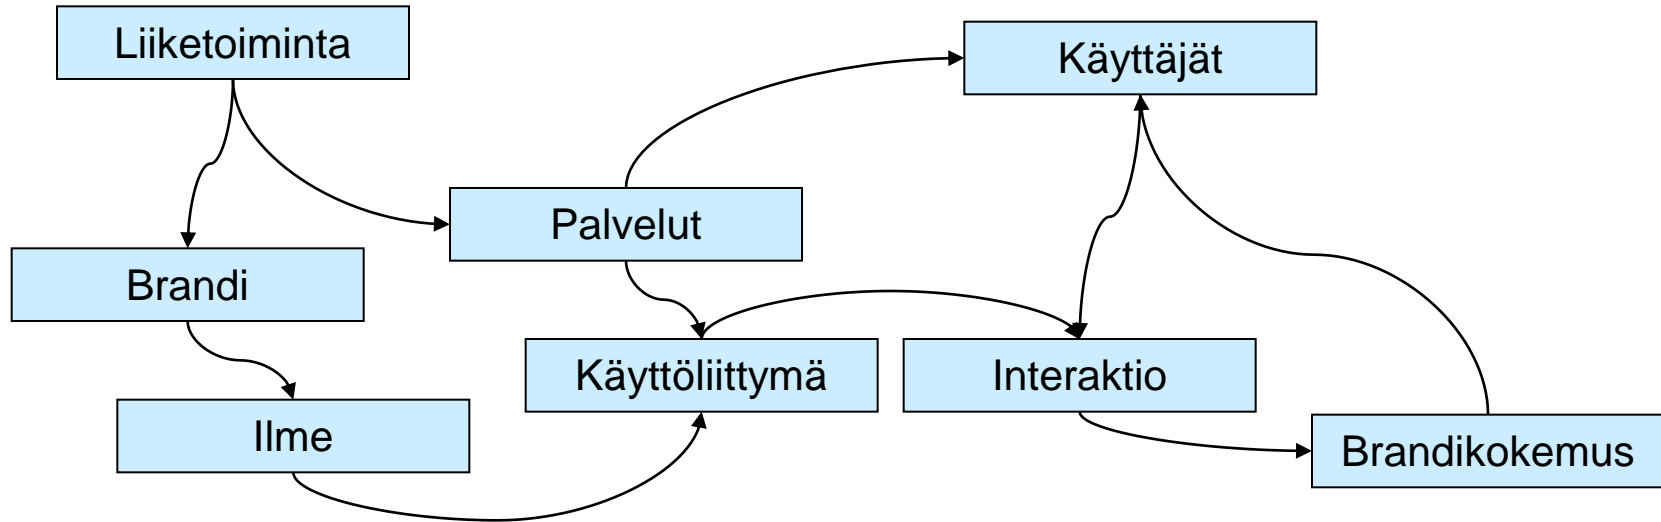 Liiketoiminta
Käyttäjät
Palvelut
Brandi
Käyttöliittymä
Interaktio
Ilme
Brandikokemus